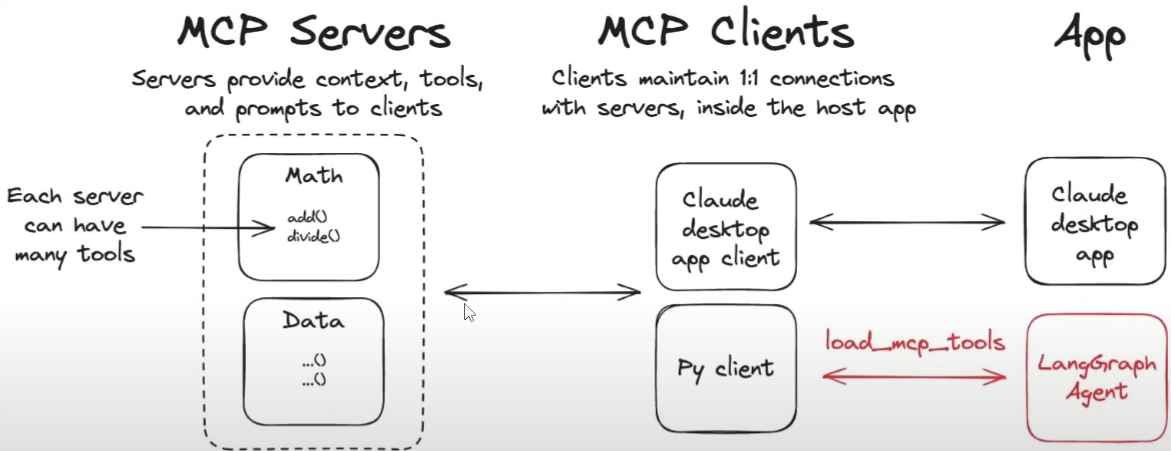 MCP Servers
Servers provide context, tools,
and prompts to clients
MCP Clients
Clients maintain 1:1 connections
with servers, inside the host app
App
Each server
can have
many tools
Math
add()
divide()
Data
...()
...()
Claude
desktop
app client
Py client
load_mcp_tools
Claude
desktop
app
LangGraph
Agent